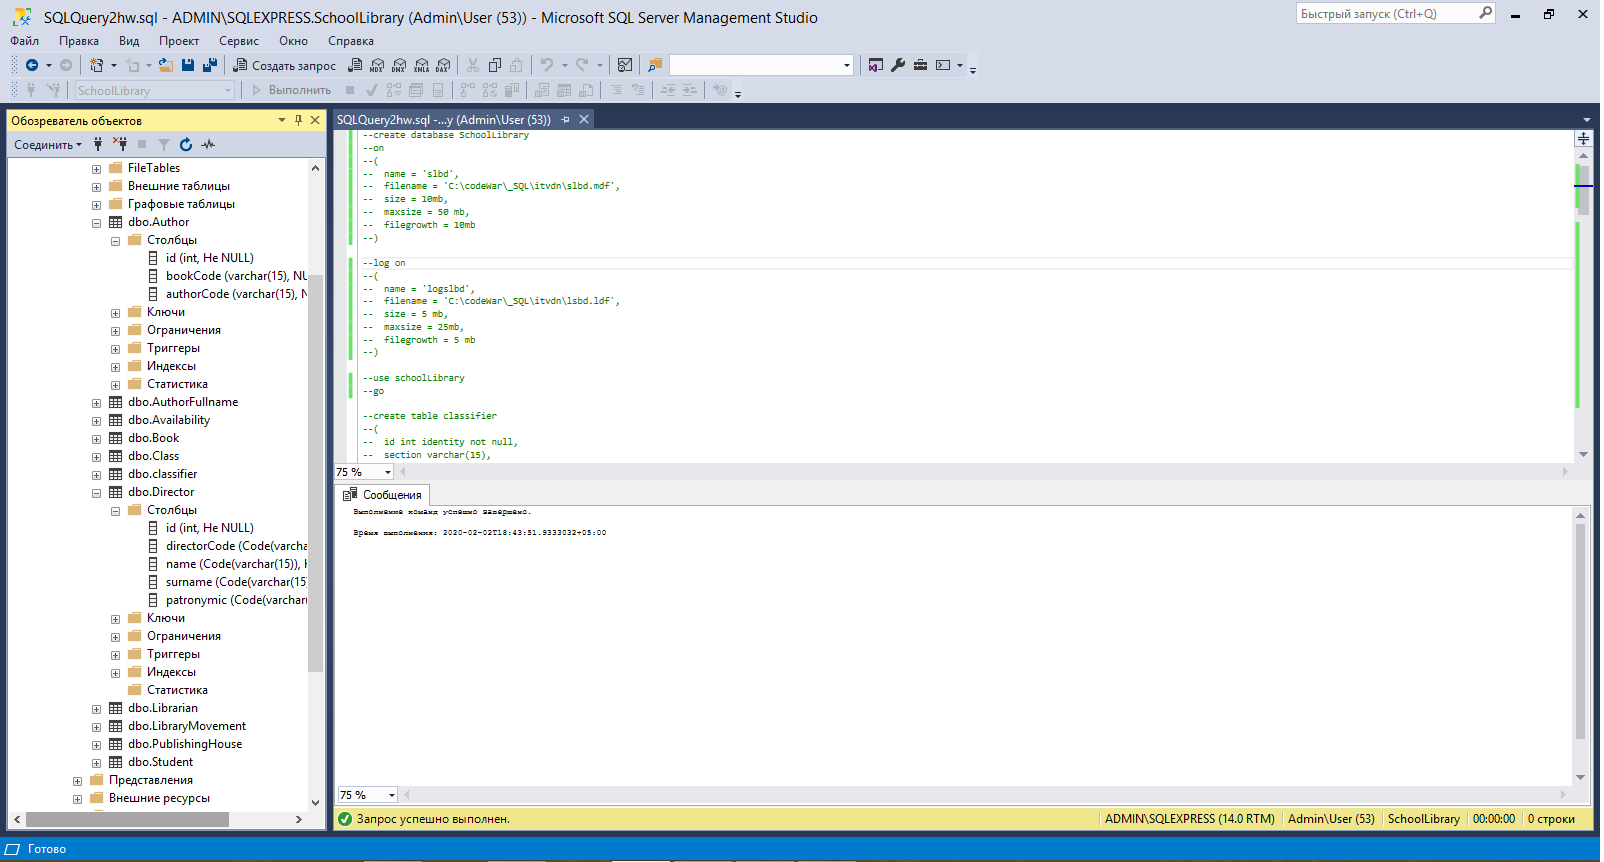 SQLQuery2hw.sql - ADMIN\SQLEXPRESS.SchoolLibrary (Admin\User (53)) - Microsoft SQL Server Management Studio
Быстрый запуск (Ctrl+Q)
Файл Правка Вид Проект Сервис Окно Справка
Создать запрос
MDX DMX XMLA DAX
SchoolLibrary
Выполнить
Обозреватель объектов
Соединить
FileTables
Внешние таблицы
Графовые таблицы
dbo.Author
Столбцы
id (int, Не NULL)
bookCode (varchar(15), NU
authorCode (varchar(15), N
Ключи
Ограничения
Триггеры
Индексы
Статистика
dbo.AuthorFullname
dbo.Availability
dbo.Book
dbo.Class
dbo.classifier
dbo.Director
Столбцы
id (int, Не NULL)
directorCode (Code(varcha
name (Code(varchar(15)), Н
surname (Code(varchar(15)
patronymic (Code(varchar(
Ключи
Ограничения
Триггеры
Индексы
Статистика
dbo.Librarian
dbo.LibraryMovement
dbo.PublishingHouse
dbo.Student
Представления
Внешние ресурсы
SQLQuery2hw.sql -...y (Admin\User (53))
--create database SchoolLibrary
--on
--(
-- name = 'slbd',
-- filename = 'C:\codeWar\_SQL\itvdn\slbd.mdf',
-- size = 10mb,
-- maxsize = 50 mb,
-- filegrowth = 10mb
--)
--log on
--(
-- name = 'logslbd',
-- filename = 'C:\codeWar\_SQL\itvdn\lsbd.ldf',
-- size = 5 mb,
-- maxsize = 25mb,
-- filegrowth = 5 mb
--)
--use schoolLibrary
--go
--create table classifier
--(
-- id int identity not null,
-- section varchar(15),
75 %
Сообщения
Выполнение команд успешно завершено.
Время выполнения: 2020-02-02T18:43:51.9333032+05:00
75 %
Запрос успешно выполнен.
ADMIN\SQLEXPRESS (14.0 RTM) Admin\User (53) SchoolLibrary 00:00:00 0 строки
Готово